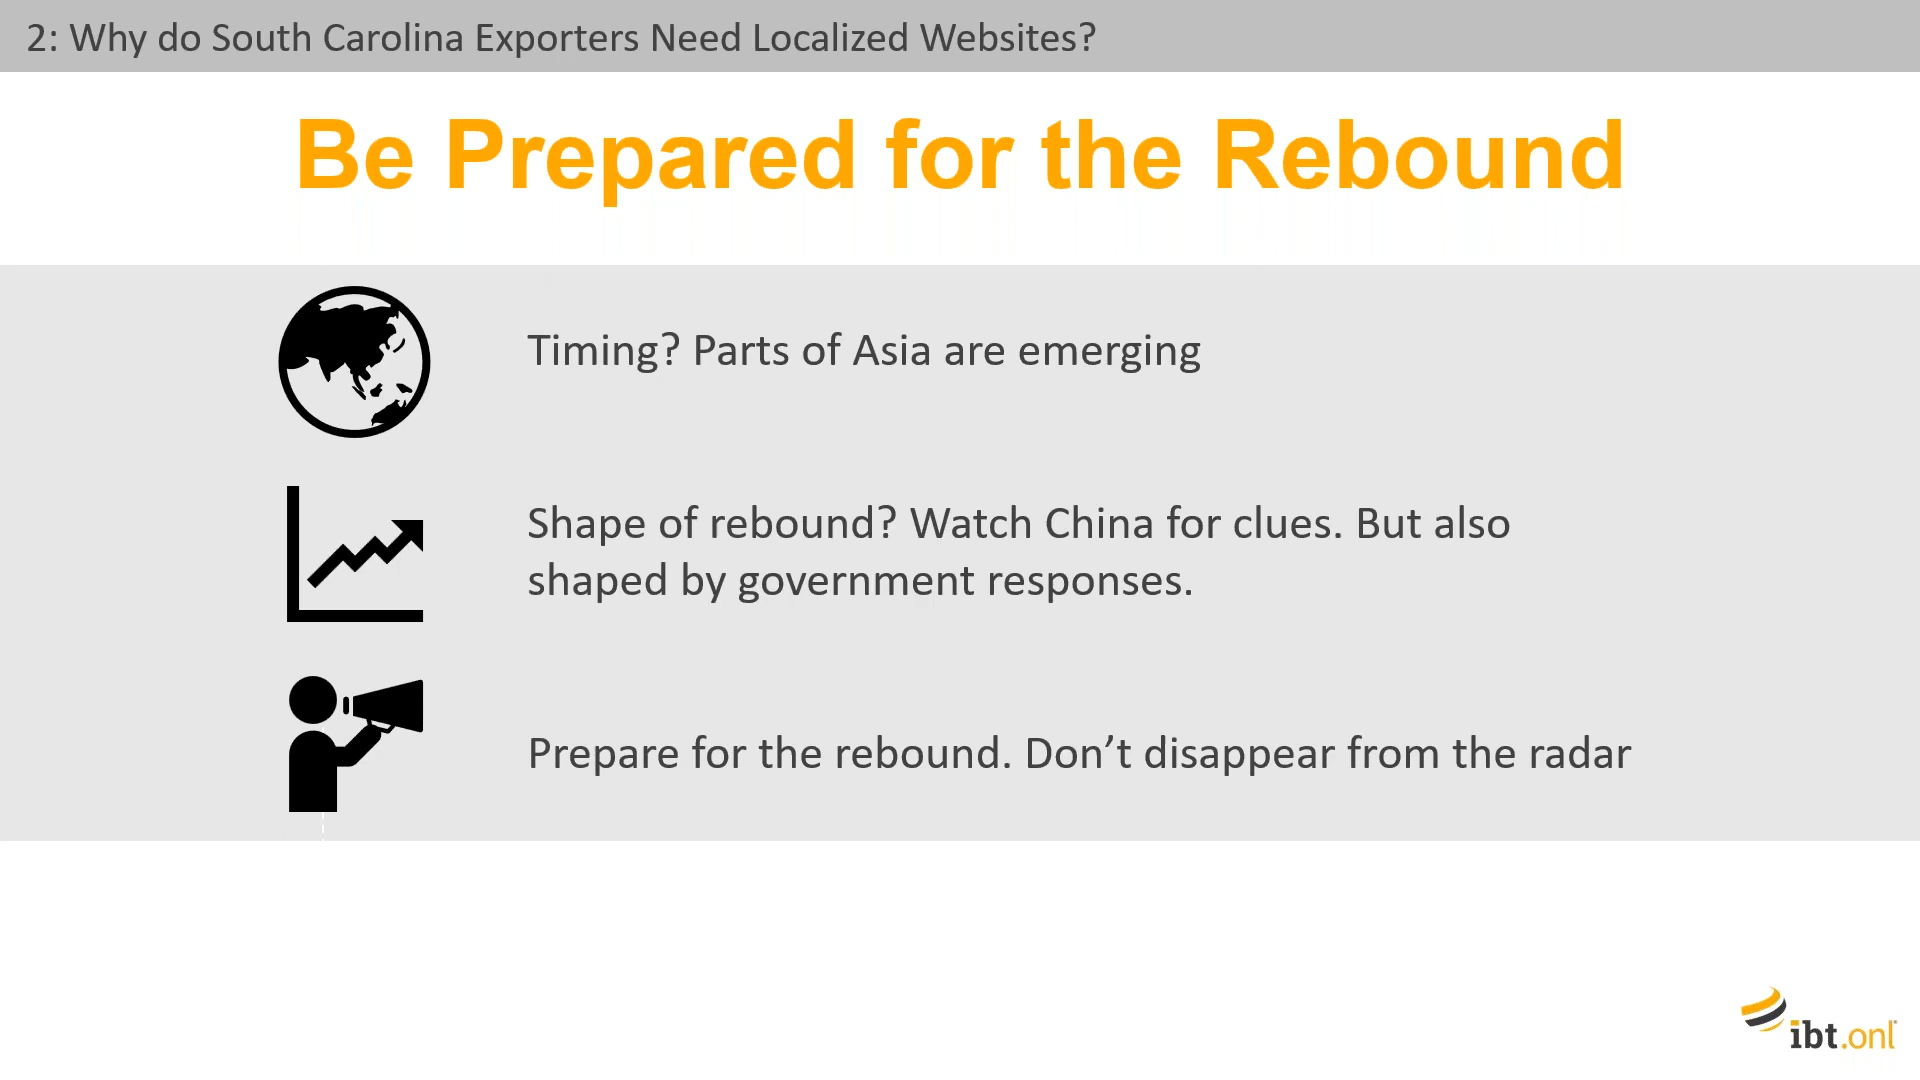 2: Why do South Carolina Exporters Need Localized Websites?
Be Prepared for the Rebound
Timing? Parts of Asia are emerging
Shape of rebound? Watch China for clues. But also
shaped by government responses.
Prepare for the rebound. Don’t disappear from the radar
ibt.onl